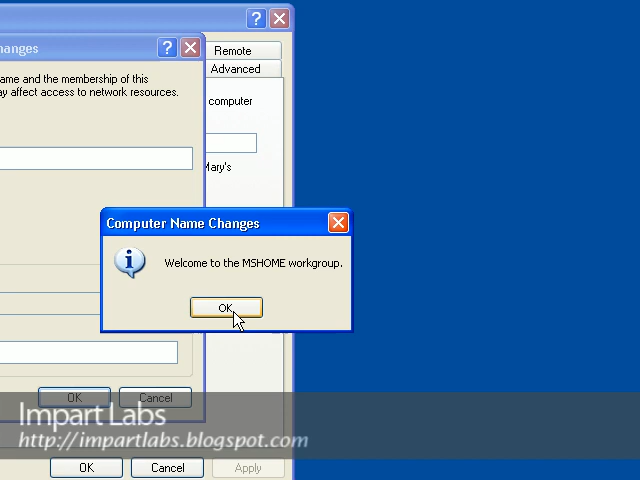 hanges
Remote
Advanced
ame and the membership of this
ay affect access to network resources.
computer
Mary's
Computer Name Changes
Welcome to the MSHOME workgroup.
OK
OK Cancel
Impart Labs
http://impartlabs.blogspot.com
OK Cancel Apply